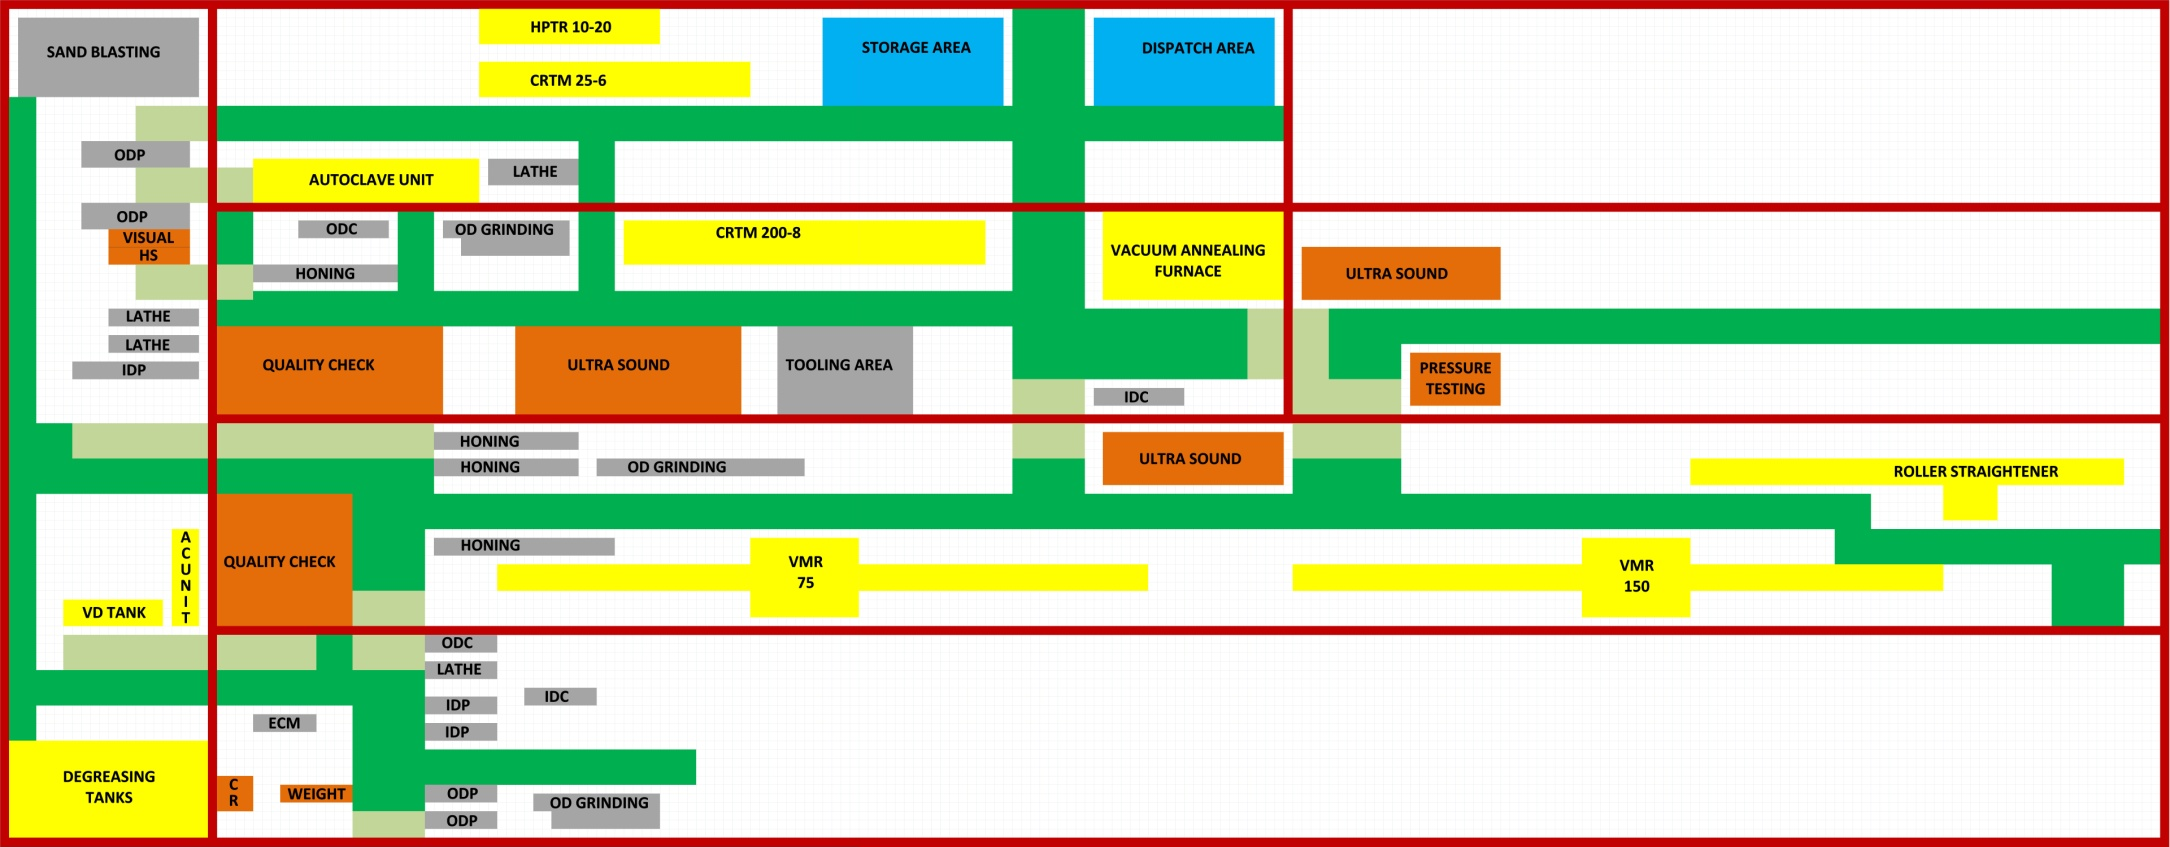 SAND BLASTING
HPTR 10-20
CRTM 25-6
STORAGE AREA
DISPATCH AREA
ODP
AUTOCLAVE UNIT
LATHE
ODP
VISUAL
HS
ODC
HONING
OD GRINDING
CRTM 200-8
VACUUM ANNEALING
FURNACE
ULTRA SOUND
LATHE
LATHE
IDP
QUALITY CHECK
ULTRA SOUND
TOOLING AREA
IDC
PRESSURE
TESTING
HONING
HONING
OD GRINDING
ULTRA SOUND
ROLLER STRAIGHTENER
A
C
U
N
I
T
VD TANK
QUALITY CHECK
HONING
VMR
75
VMR
150
ODC
LATHE
IDP
IDC
IDP
ECM
DEGREASING
TANKS
C
R
WEIGHT
ODP
OD GRINDING
ODP